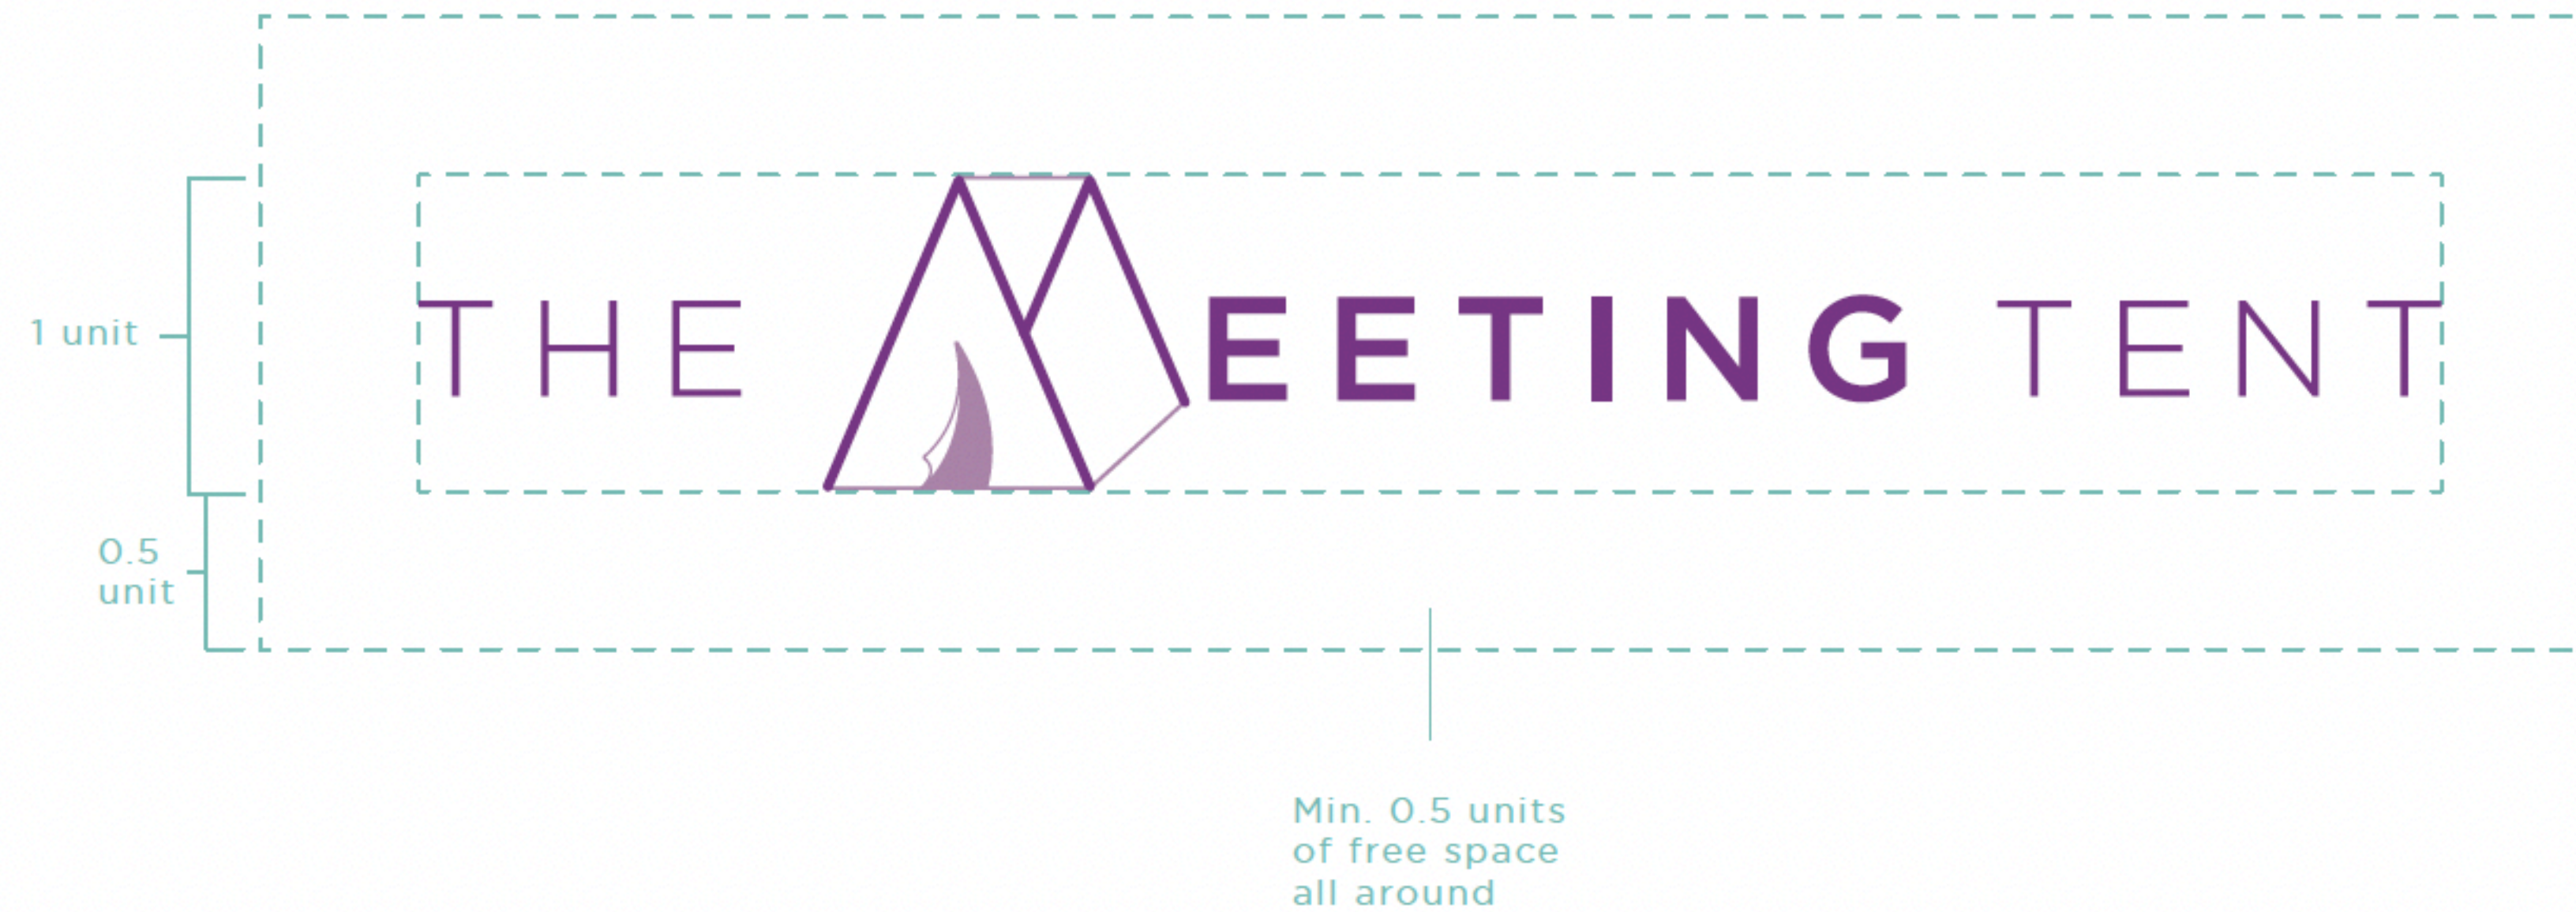 THE MEETING TENT
1 unit
0.5
unit
Min. 0.5 units
of free space
all around